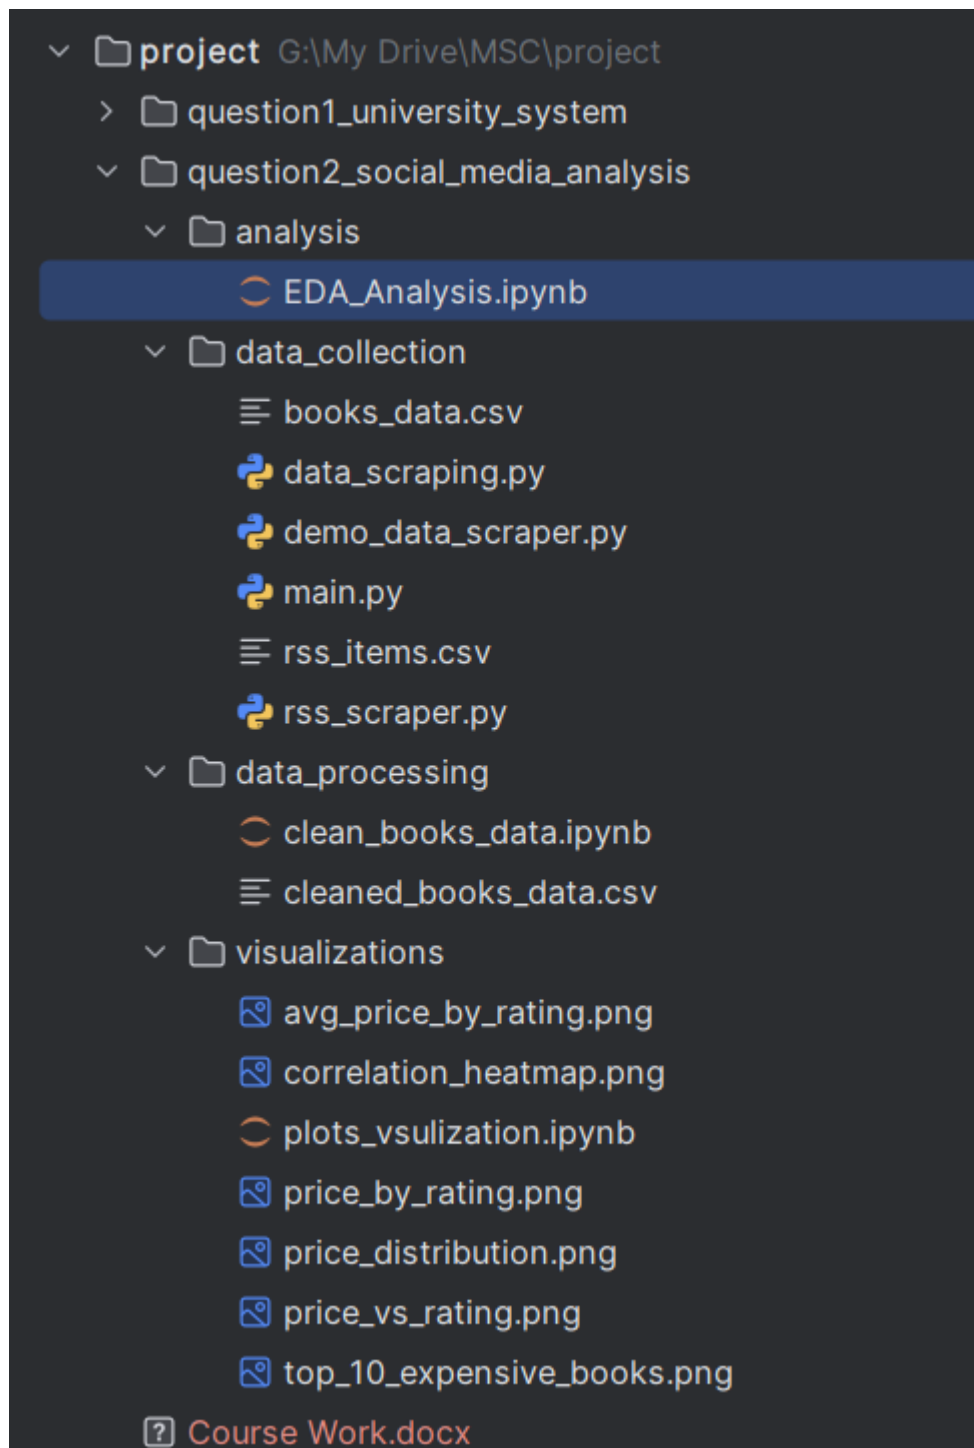 project G:\My Drive\MSC\project
question1_university_system
question2_social_media_analysis
analysis
EDA_Analysis.ipynb
data_collection
books_data.csv
data_scraping.py
demo_data_scraper.py
main.py
rss_items.csv
rss_scraper.py
data_processing
clean_books_data.ipynb
cleaned_books_data.csv
visualizations
avg_price_by_rating.png
correlation_heatmap.png
plots_vsulization.ipynb
price_by_rating.png
price_distribution.png
price_vs_rating.png
top_10_expensive_books.png
Course Work.docx